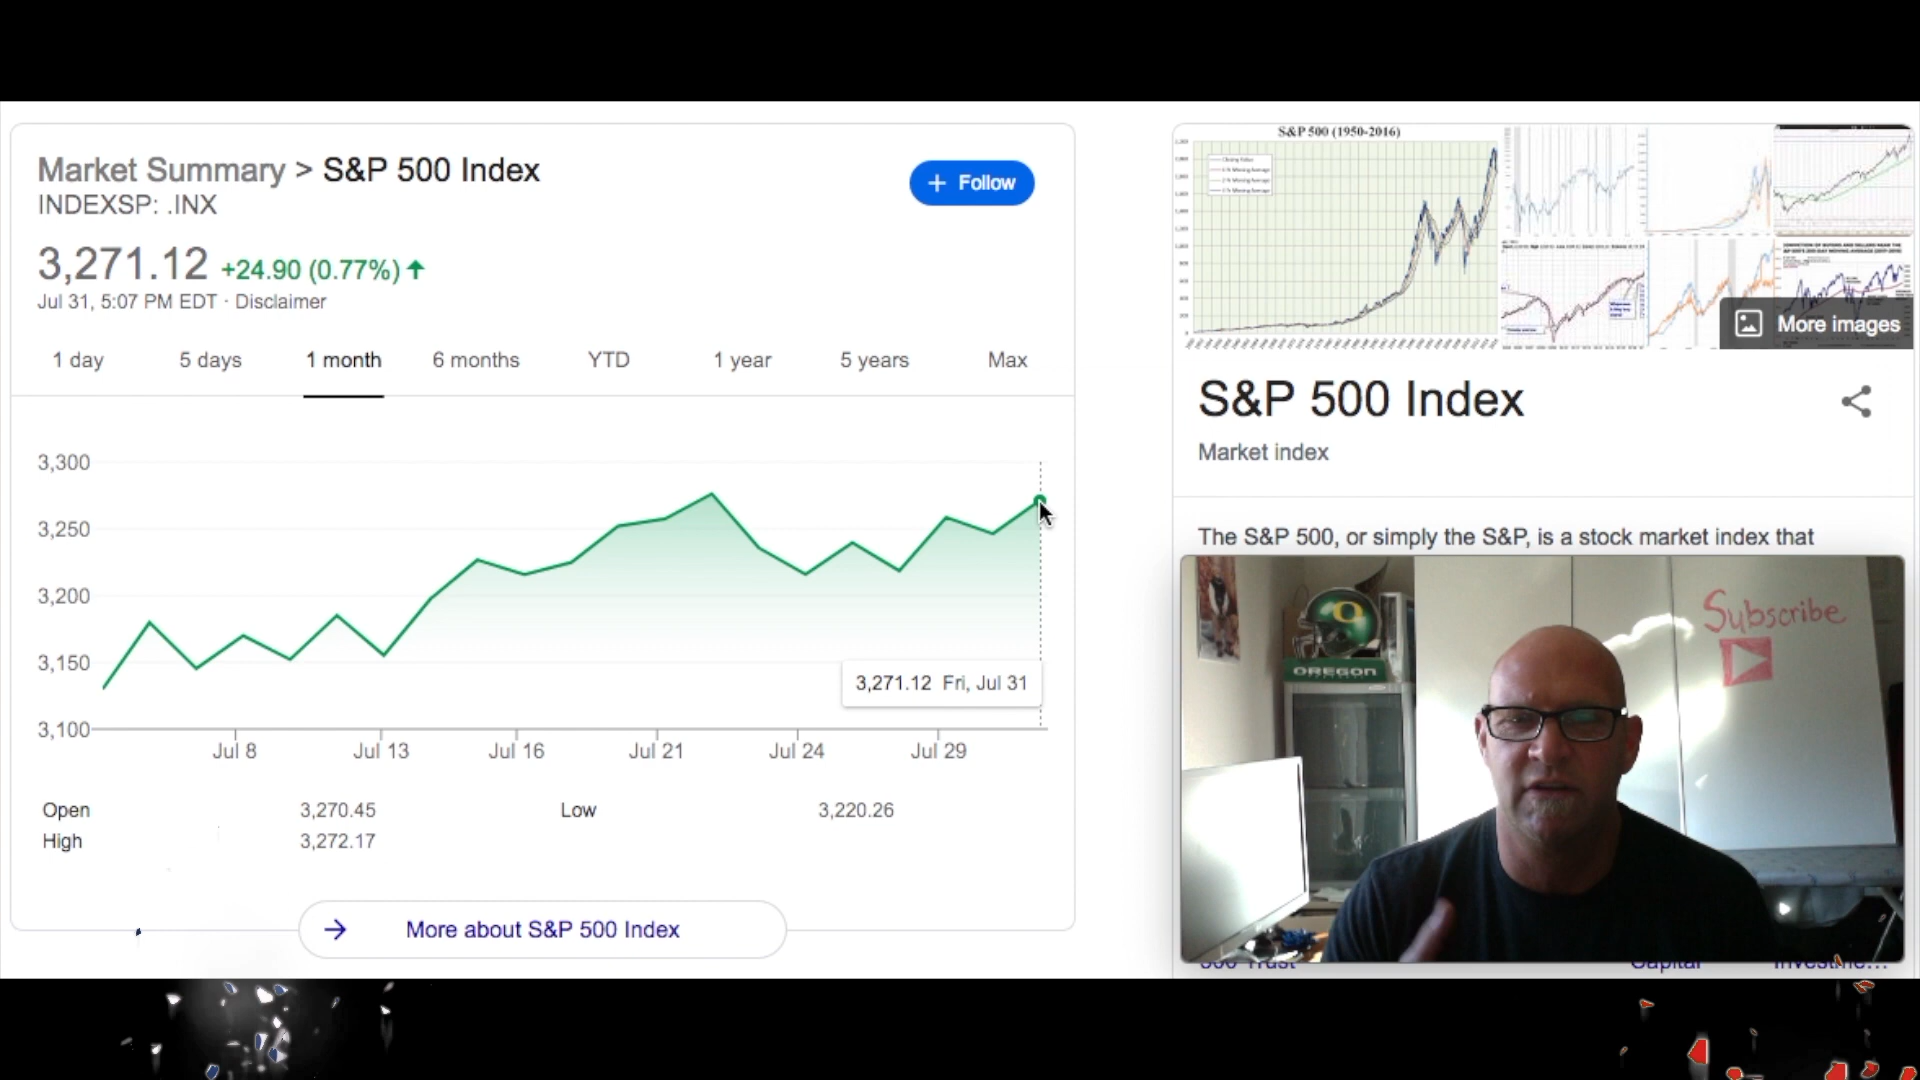 Market Summary > S&P 500 Index
INDEXSP: .INX
+ Follow
3,271.12 +24.90 (0.77%)
Jul 31, 5:07 PM EDT · Disclaimer
1 day 5 days 1 month 6 months YTD 1 year 5 years Max
3,300
3,250
3,200
3,150
3,100
3,271.12 Fri, Jul 31
Jul 8 Jul 13 Jul 16 Jul 21 Jul 24 Jul 29
Open 3,270.45 Low 3,220.26
High 3,272.17
More about S&P 500 Index
S&P 500 (1950-2016)
More images
S&P 500 Index
Market index
The S&P 500, or simply the S&P, is a stock market index that
Subscribe
OREGON
500 Trust Capital